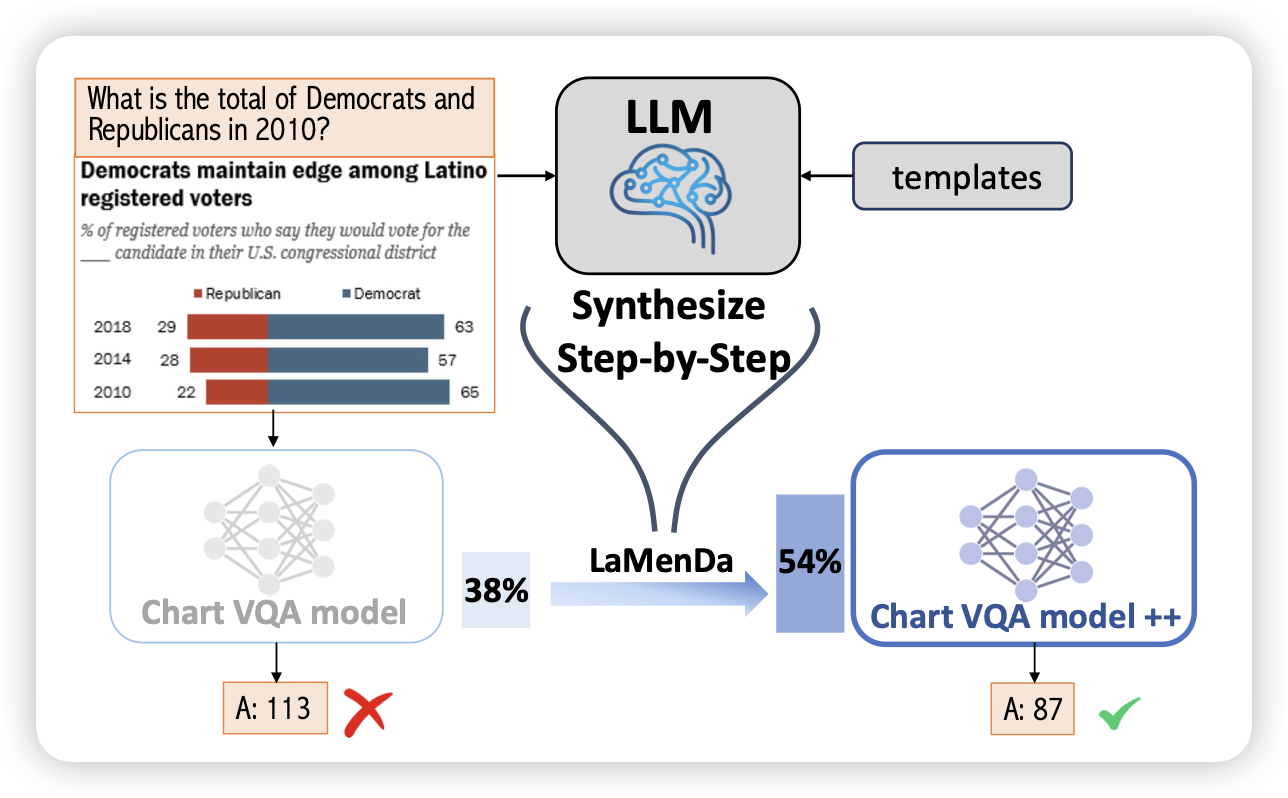 What is the total of Democrats and
Republicans in 2010?
Democrats maintain edge among Latino
registered voters
% of registered voters who say they would vote for the
___ candidate in their U.S. congressional district
Republican Democrat
2018 29 63
2014 28 57
2010 22 65
LLM
templates
Synthesize
Step-by-Step
Chart VQA model
38%
LaMenDa
54%
Chart VQA model ++
A: 113
A: 87